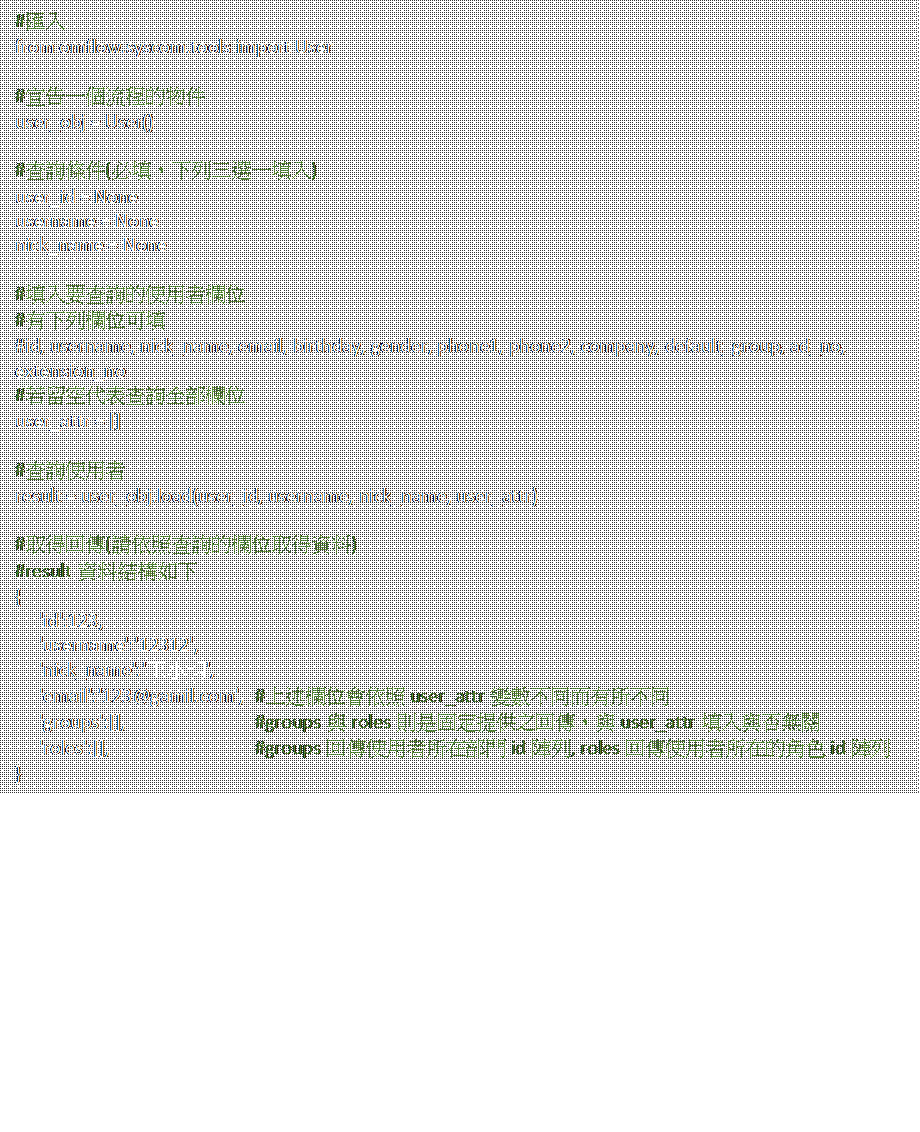 #匯入
from omflow.syscom.tools import User
#宣告一個流程的物件
user_obj = User()
#查詢條件(必填、下列三選一填入)
user_id = None
username = None
nick_name = None
#填入要查詢的使用者欄位
#有下列欄位可填
#id, username, nick_name, email, birthday, gender, phone1, phone2, company, default_group, ad_no,
extension_no
#若留空代表查詢全部欄位
user_attr = []
#查詢使用者
result = user_obj.load(user_id, username, nick_name, user_attr)
#取得回傳(請依照查詢的欄位取得資料)
#result 資料結構如下
{
'id':123,
'username':
'nick_name':
'email': #上述欄位會依照 user_attr 變數不同而有所不同
'groups':[], #groups 與 roles 則是固定提供之回傳，與 user_attr 填入與否無關
'roles':[], #groups 回傳使用者所在部門 id 陣列, roles 回傳使用者所在的角色 id 陣列
}